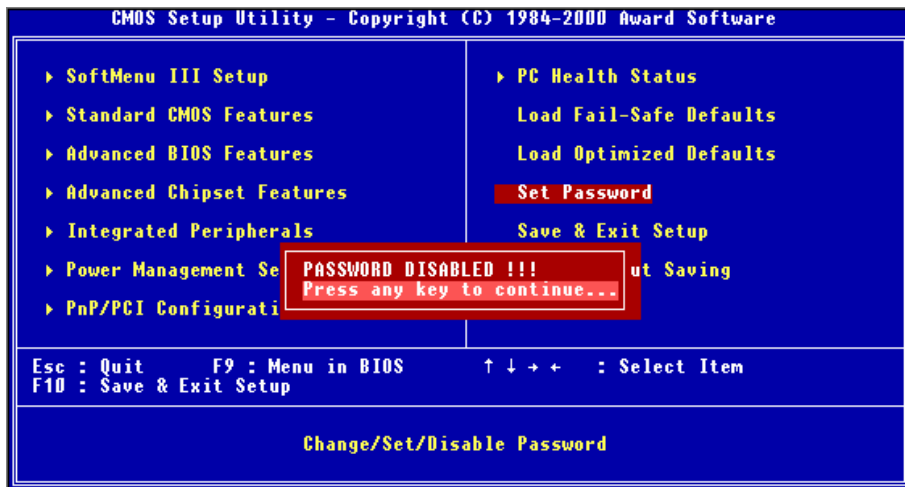 CMOS Setup Utility - Copyright (C) 1984-2000 Award Software
SoftMenu III Setup
Standard CMOS Features
Advanced BIOS Features
Advanced Chipset Features
Integrated Peripherals
Power Management Se
PnP/PCI Configurati
PC Health Status
Load Fail-Safe Defaults
Load Optimized Defaults
Set Password
Save & Exit Setup
ut Saving
PASSWORD DISABLED !!!
Press any key to continue...
Esc : Quit F9 : Menu in BIOS ↑ ↓ → ← : Select Item
F10 : Save & Exit Setup
Change/Set/Disable Password